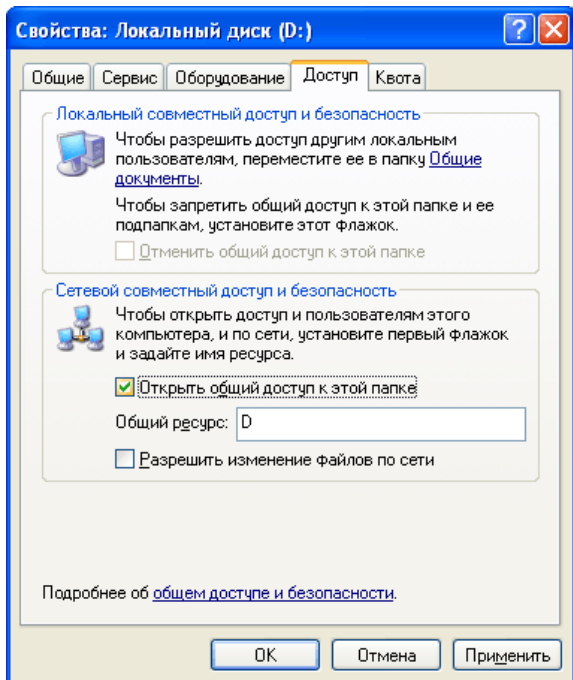 Свойства: Локальный диск (D:)
Общие Сервис Оборудование Доступ Квота
Локальный совместный доступ и безопасность
Чтобы разрешить доступ другим локальным
пользователям, переместите ее в папку Общие
документы.
Чтобы запретить общий доступ к этой папке и ее
подпапкам, установите этот флажок.
Отменить общий доступ к этой папке
Сетевой совместный доступ и безопасность
Чтобы открыть доступ и пользователям этого
компьютера, и по сети, установите первый флажок
и задайте имя ресурса.
Открыть общий доступ к этой папке
Общий ресурс: D
Разрешить изменение файлов по сети
Подробнее об общем доступе и безопасности.
OK Отмена Применить